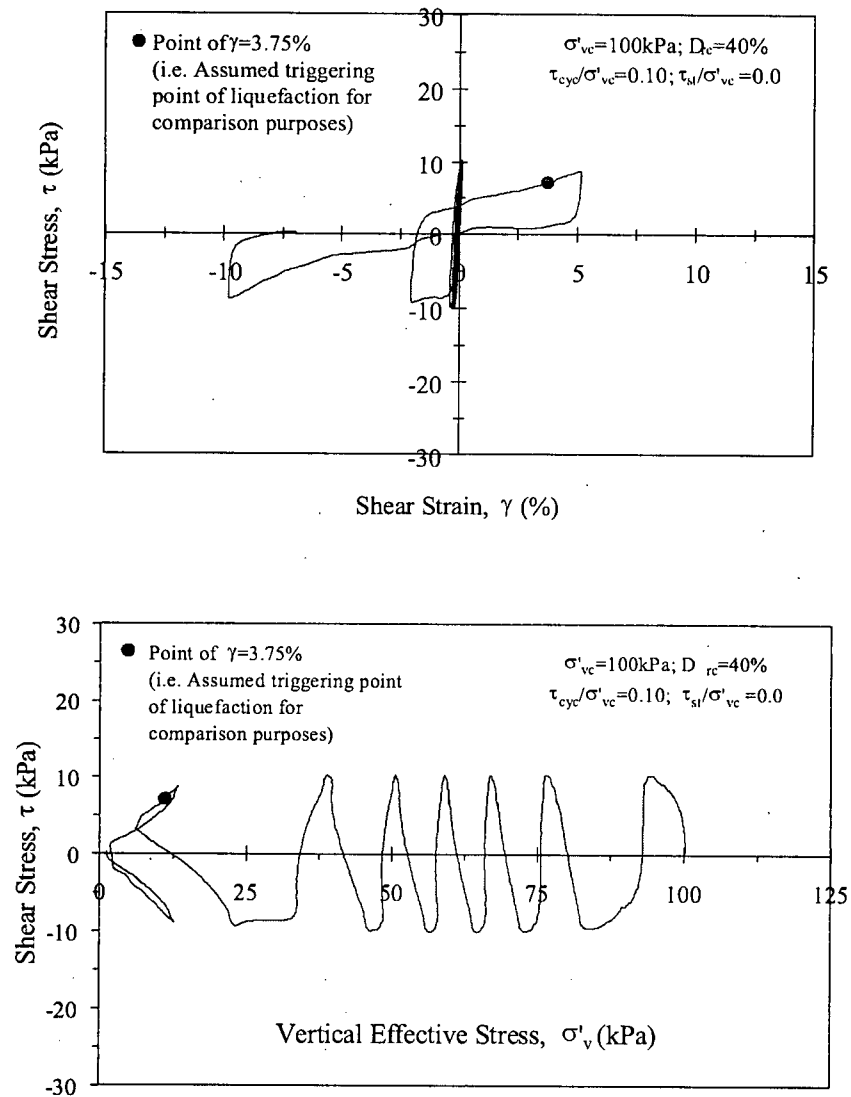 30
20
10
0
-10
-20
-30
-15
-10
-5
0
5
10
15
Shear Stress, τ (kPa)
Point of γ=3.75%
(i.e. Assumed triggering
point of liquefaction for
comparison purposes)
σ'vc=100kPa; Drc=40%
τcyc/σ'vc=0.10; τst/σ'vc =0.0
Shear Strain, γ (%)
30
20
10
0
-10
-20
-30
Shear Stress, τ (kPa)
Point of γ=3.75%
(i.e. Assumed triggering point
of liquefaction for
comparison purposes)
σ'vc=100kPa; D rc=40%
τcyc/σ'vc=0.10; τst/σ'vc =0.0
0
25
50
75
100
125
Vertical Effective Stress, σ'v (kPa)